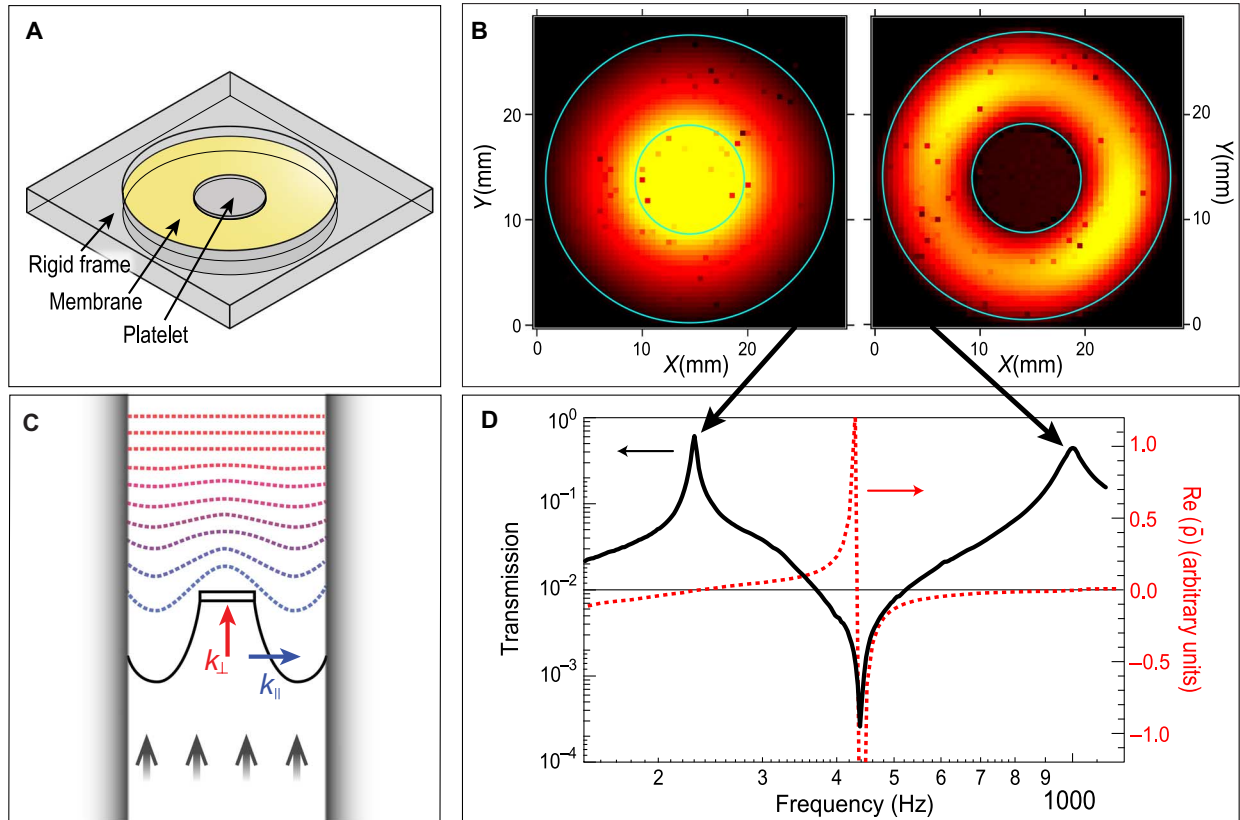 A
Rigid frame
Membrane
Platelet
B
Y(mm)
20
10
0
0
10
20
X(mm)
0
10
20
X(mm)
20
10
0
Y(mm)
C
k⊥
k||
D
Transmission
10⁰
10⁻¹
10⁻²
10⁻³
10⁻⁴
2
3
4
5
6
7
8
9
1000
Frequency (Hz)
1.0
0.5
0.0
−0.5
−1.0
Re (ρ̄) (arbitrary units)